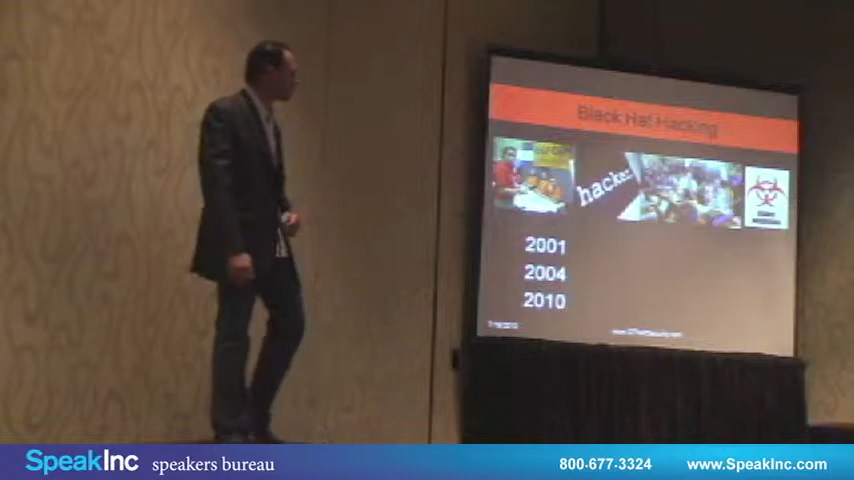 Black Hat Hacking
hacker
2001
2004
2010
SpeakInc speakers bureau
800-677-3324
www.SpeakInc.com